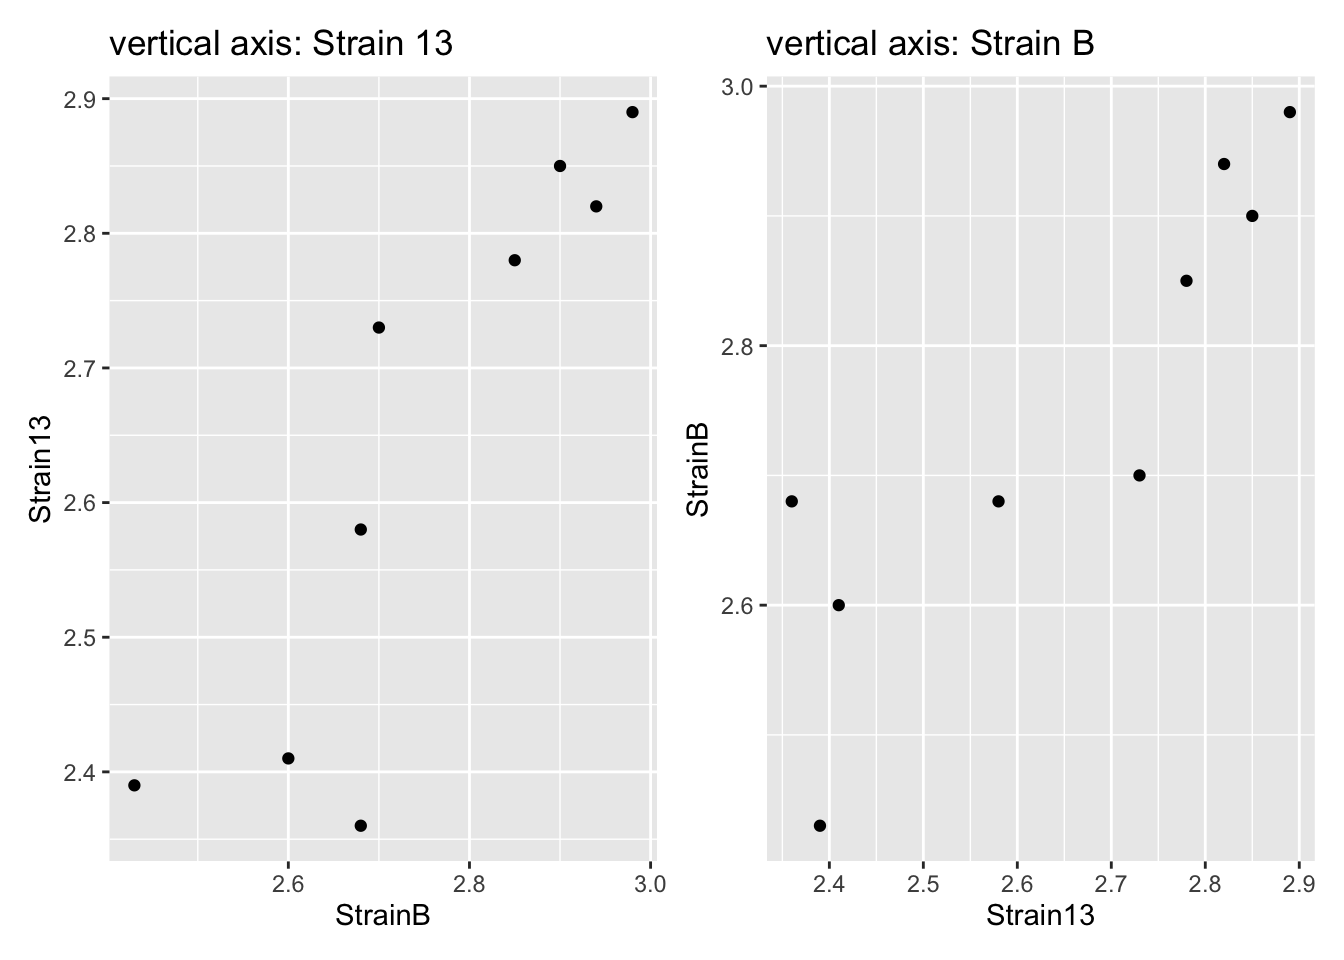 vertical axis: Strain 13
2.9
2.8
2.7
2.6
2.5
2.4
Strain13
2.6 2.8 3.0
StrainB
vertical axis: Strain B
3.0
2.8
2.6
StrainB
2.4 2.5 2.6 2.7 2.8 2.9
Strain13